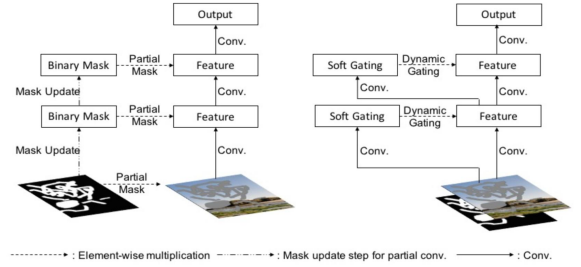 Output
Conv.
Binary Mask
Partial
Mask
Feature
Mask Update
Conv.
Binary Mask
Partial
Mask
Feature
Mask Update
Conv.
Partial
Mask
Output
Conv.
Soft Gating
Dynamic
Gating
Feature
Conv.
Conv.
Soft Gating
Dynamic
Gating
Feature
Conv.
Conv.
: Element-wise multiplication
: Mask update step for partial conv.
: Conv.